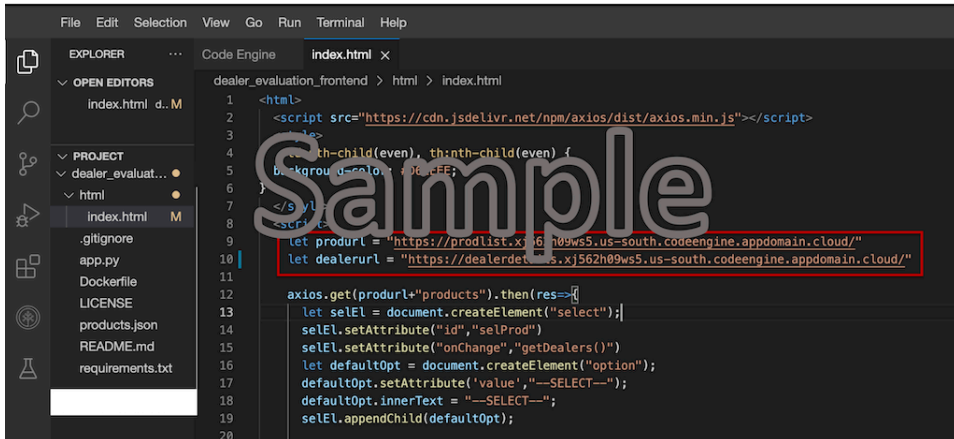 File Edit Selection View Go Run Terminal Help
EXPLORER ···
OPEN EDITORS
index.html d.. M
PROJECT
dealer_evaluat...
html
index.html M
.gitignore
app.py
Dockerfile
LICENSE
products.json
README.md
requirements.txt
Code Engine index.html ×
dealer_evaluation_frontend > html > index.html
1 <html>
2 <script src="https://cdn.jsdelivr.net/npm/axios/dist/axios.min.js"></script>
3
4 th:nth-child(even) {
5
6 }
7
8 <script>
9 let produrl = "https://prodlist.xj562h09ws5.us-south.codeengine.appdomain.cloud/"
10 let dealerurl = "https://dealerdetails.xj562h09ws5.us-south.codeengine.appdomain.cloud/"
11
12 axios.get(produrl+"products").then(res=>{
13 let selEl = document.createElement("select");
14 selEl.setAttribute("id","selProd")
15 selEl.setAttribute("onChange","getDealers()")
16 let defaultOpt = document.createElement("option");
17 defaultOpt.setAttribute('value',"--SELECT--");
18 defaultOpt.innerText = "--SELECT--";
19 selEl.appendChild(defaultOpt);
20
Sample